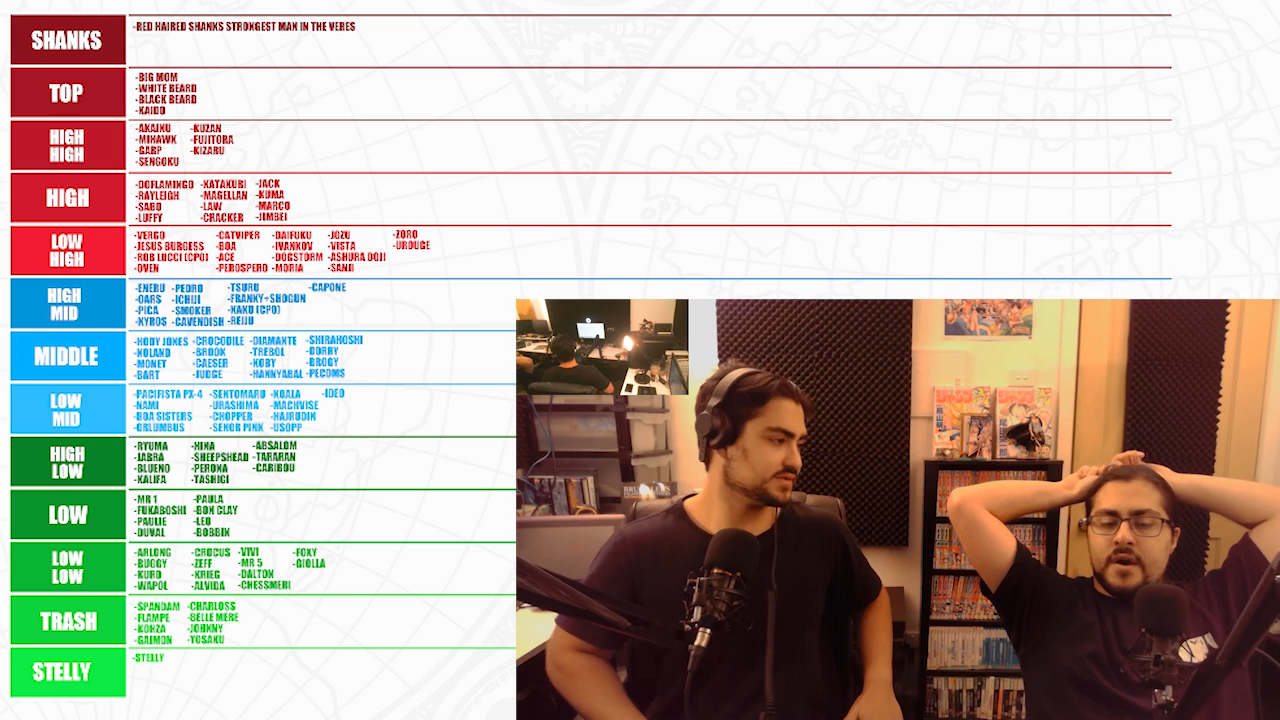 SHANKS
-RED HAIRED SHANKS STRONGEST MAN IN THE VERES
TOP
-BIG MOM
-WHITE BEARD
-BLACK BEARD
-KAIDO
HIGH
HIGH
-AKAINU -KUZAN
-MIHAWK -FUJITORA
-GARP -KIZARU
-SENGOKU
HIGH
-DOFLAMINGO -KATAKURI -JACK
-RAYLEIGH -MAGELLAN -KUMA
-SABO -LAW -MARCO
-LUFFY -CRACKER -JIMBEI
LOW
HIGH
-VERGO -CATVIPER -DAIFUKU -JOZU -ZORO
-JESUS BURGESS -BOA -IVANKOV -VISTA -UROUGE
-ROB LUCCI (CPO) -ACE -DOGSTORM -ASHURA DOJI
-OVEN -PEROSPERO -MORIA -SANJI
HIGH
MID
-ENERU -PEDRO -TSURU -CAPONE
-OARS -ICHIJI -FRANKY+SHOGUN
-PICA -SMOKER -KAKU (CPO)
-KYROS -CAVENDISH -REIJU
MIDDLE
-HODY JONES -CROCODILE -DIAMANTE -SHIRAHOSHI
-NOLAND -BROOK -TREBOL -DORRY
-MONET -CAESER -KOBY -BROGY
-BART -JUDGE -HANNYABAL -PECOMS
LOW
MID
-PACIFISTA PX-4 -SENTOMARU -KOALA -IDEO
-NAMI -URASHIMA -MACHVISE
-BOA SISTERS -CHOPPER -HAJRUDIN
-ORLUMBUS -SENOR PINK -USOPP
HIGH
LOW
-RYUMA -HINA -ABSALOM
-JABRA -SHEEPSHEAD -TARARAN
-BLUENO -PERONA -CARIBOU
-KALIFA -TASHIGI
LOW
-MR 1 -PAULA
-FUKABOSHI -BON CLAY
-PAULIE -LEO
-DUVAL -BOBBIN
LOW
LOW
-ARLONG -CROCUS -VIVI -FOXY
-BUGGY -ZEFF -MR 5 -GIOLLA
-KURO -KRIEG -DALTON
-WAPOL -ALVIDA -CHESSMERI
TRASH
-SPANDAM -CHARLOSS
-FLAMPE -BELLE MERE
-KOHZA -JOHNNY
-GAIMON -YOSAKU
STELLY
-STELLY